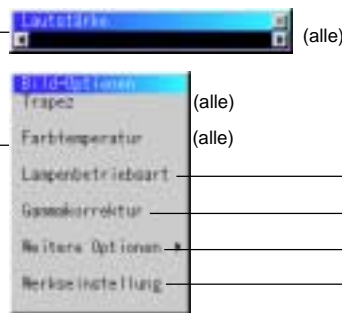 Lautstärke
(alle)
Bild-Optionen
Trapez (alle)
Farbtemperatur (alle)
Lampenbetriebsart
Gammakorrektur
Weitere Optionen
Werkseinstellung